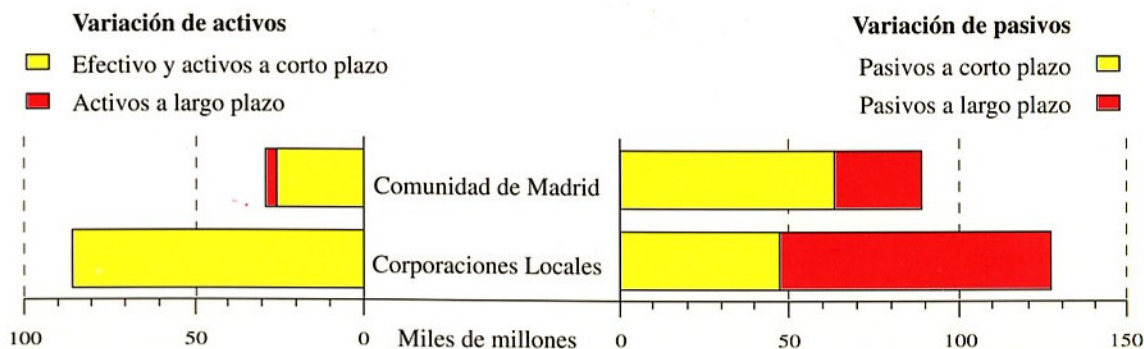 Variación de activos
Efectivo y activos a corto plazo
Activos a largo plazo
Variación de pasivos
Pasivos a corto plazo
Pasivos a largo plazo
Comunidad de Madrid
Corporaciones Locales
100 50 0 Miles de millones 0 50 100 150